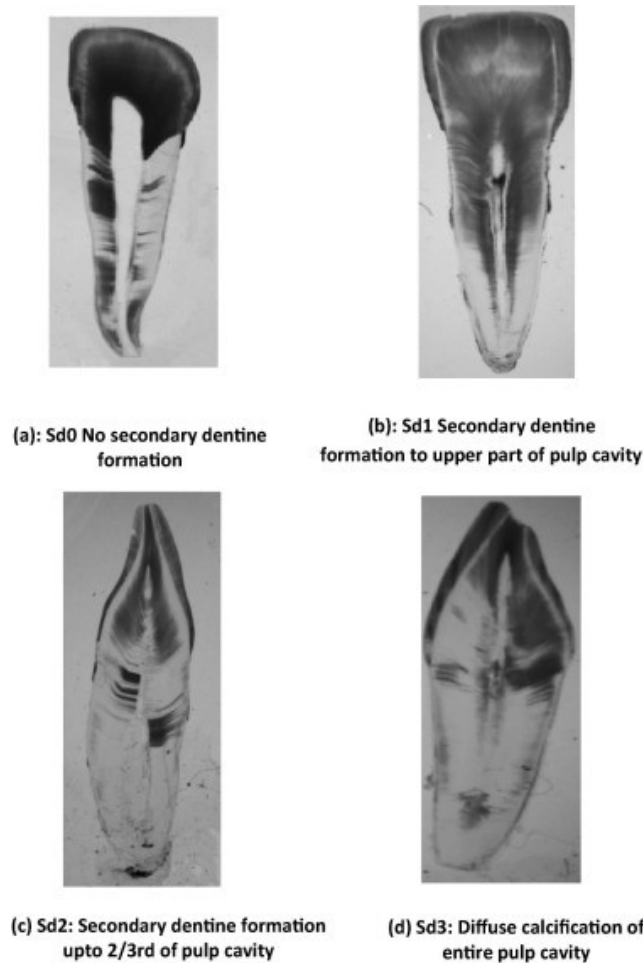 (a): Sd0 No secondary dentine
formation
(b): Sd1 Secondary dentine
formation to upper part of pulp cavity
(c) Sd2: Secondary dentine formation
upto 2/3rd of pulp cavity
(d) Sd3: Diffuse calcification of
entire pulp cavity